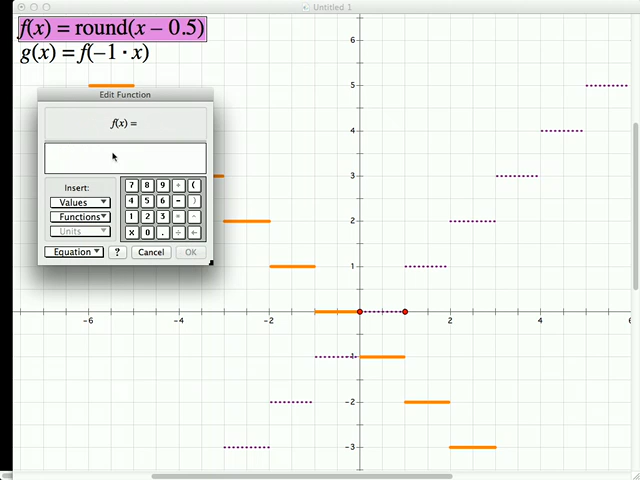 Untitled 1
f(x) = round(x – 0.5)
g(x) = f(−1 · x)
Edit Function
f(x) =
Insert:
Values
Functions
Units
7 8 9 + (
4 5 6 − )
1 2 3 * ^
x 0 . ÷ ←
Equation ? Cancel OK
6
5
4
3
2
1
-1
-2
-3
-6 -4 -2 2 4 6